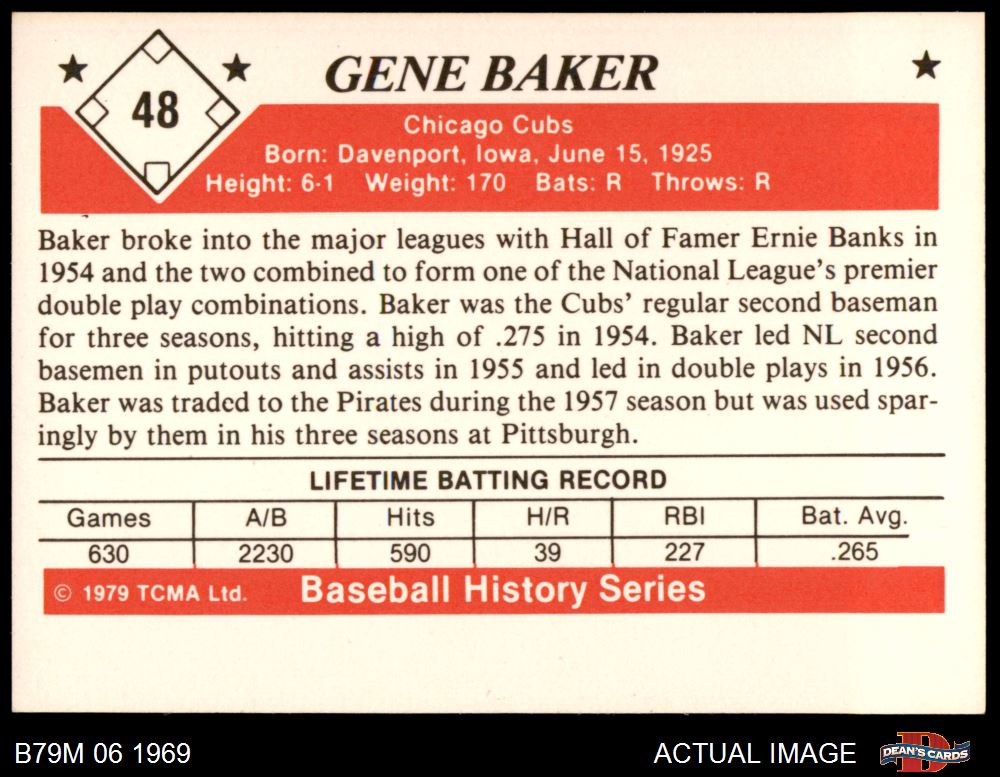 48
GENE BAKER
Chicago Cubs
Born: Davenport, Iowa, June 15, 1925
Height: 6-1 Weight: 170 Bats: R Throws: R
Baker broke into the major leagues with Hall of Famer Ernie Banks in
1954 and the two combined to form one of the National League's premier
double play combinations. Baker was the Cubs' regular second baseman
for three seasons, hitting a high of .275 in 1954. Baker led NL second
basemen in putouts and assists in 1955 and led in double plays in 1956.
Baker was traded to the Pirates during the 1957 season but was used spar-
ingly by them in his three seasons at Pittsburgh.
LIFETIME BATTING RECORD
Games A/B Hits H/R RBI Bat. Avg.
630 2230 590 39 227 .265
© 1979 TCMA Ltd. Baseball History Series
B79M 06 1969 ACTUAL IMAGE DEAN'S CARDS